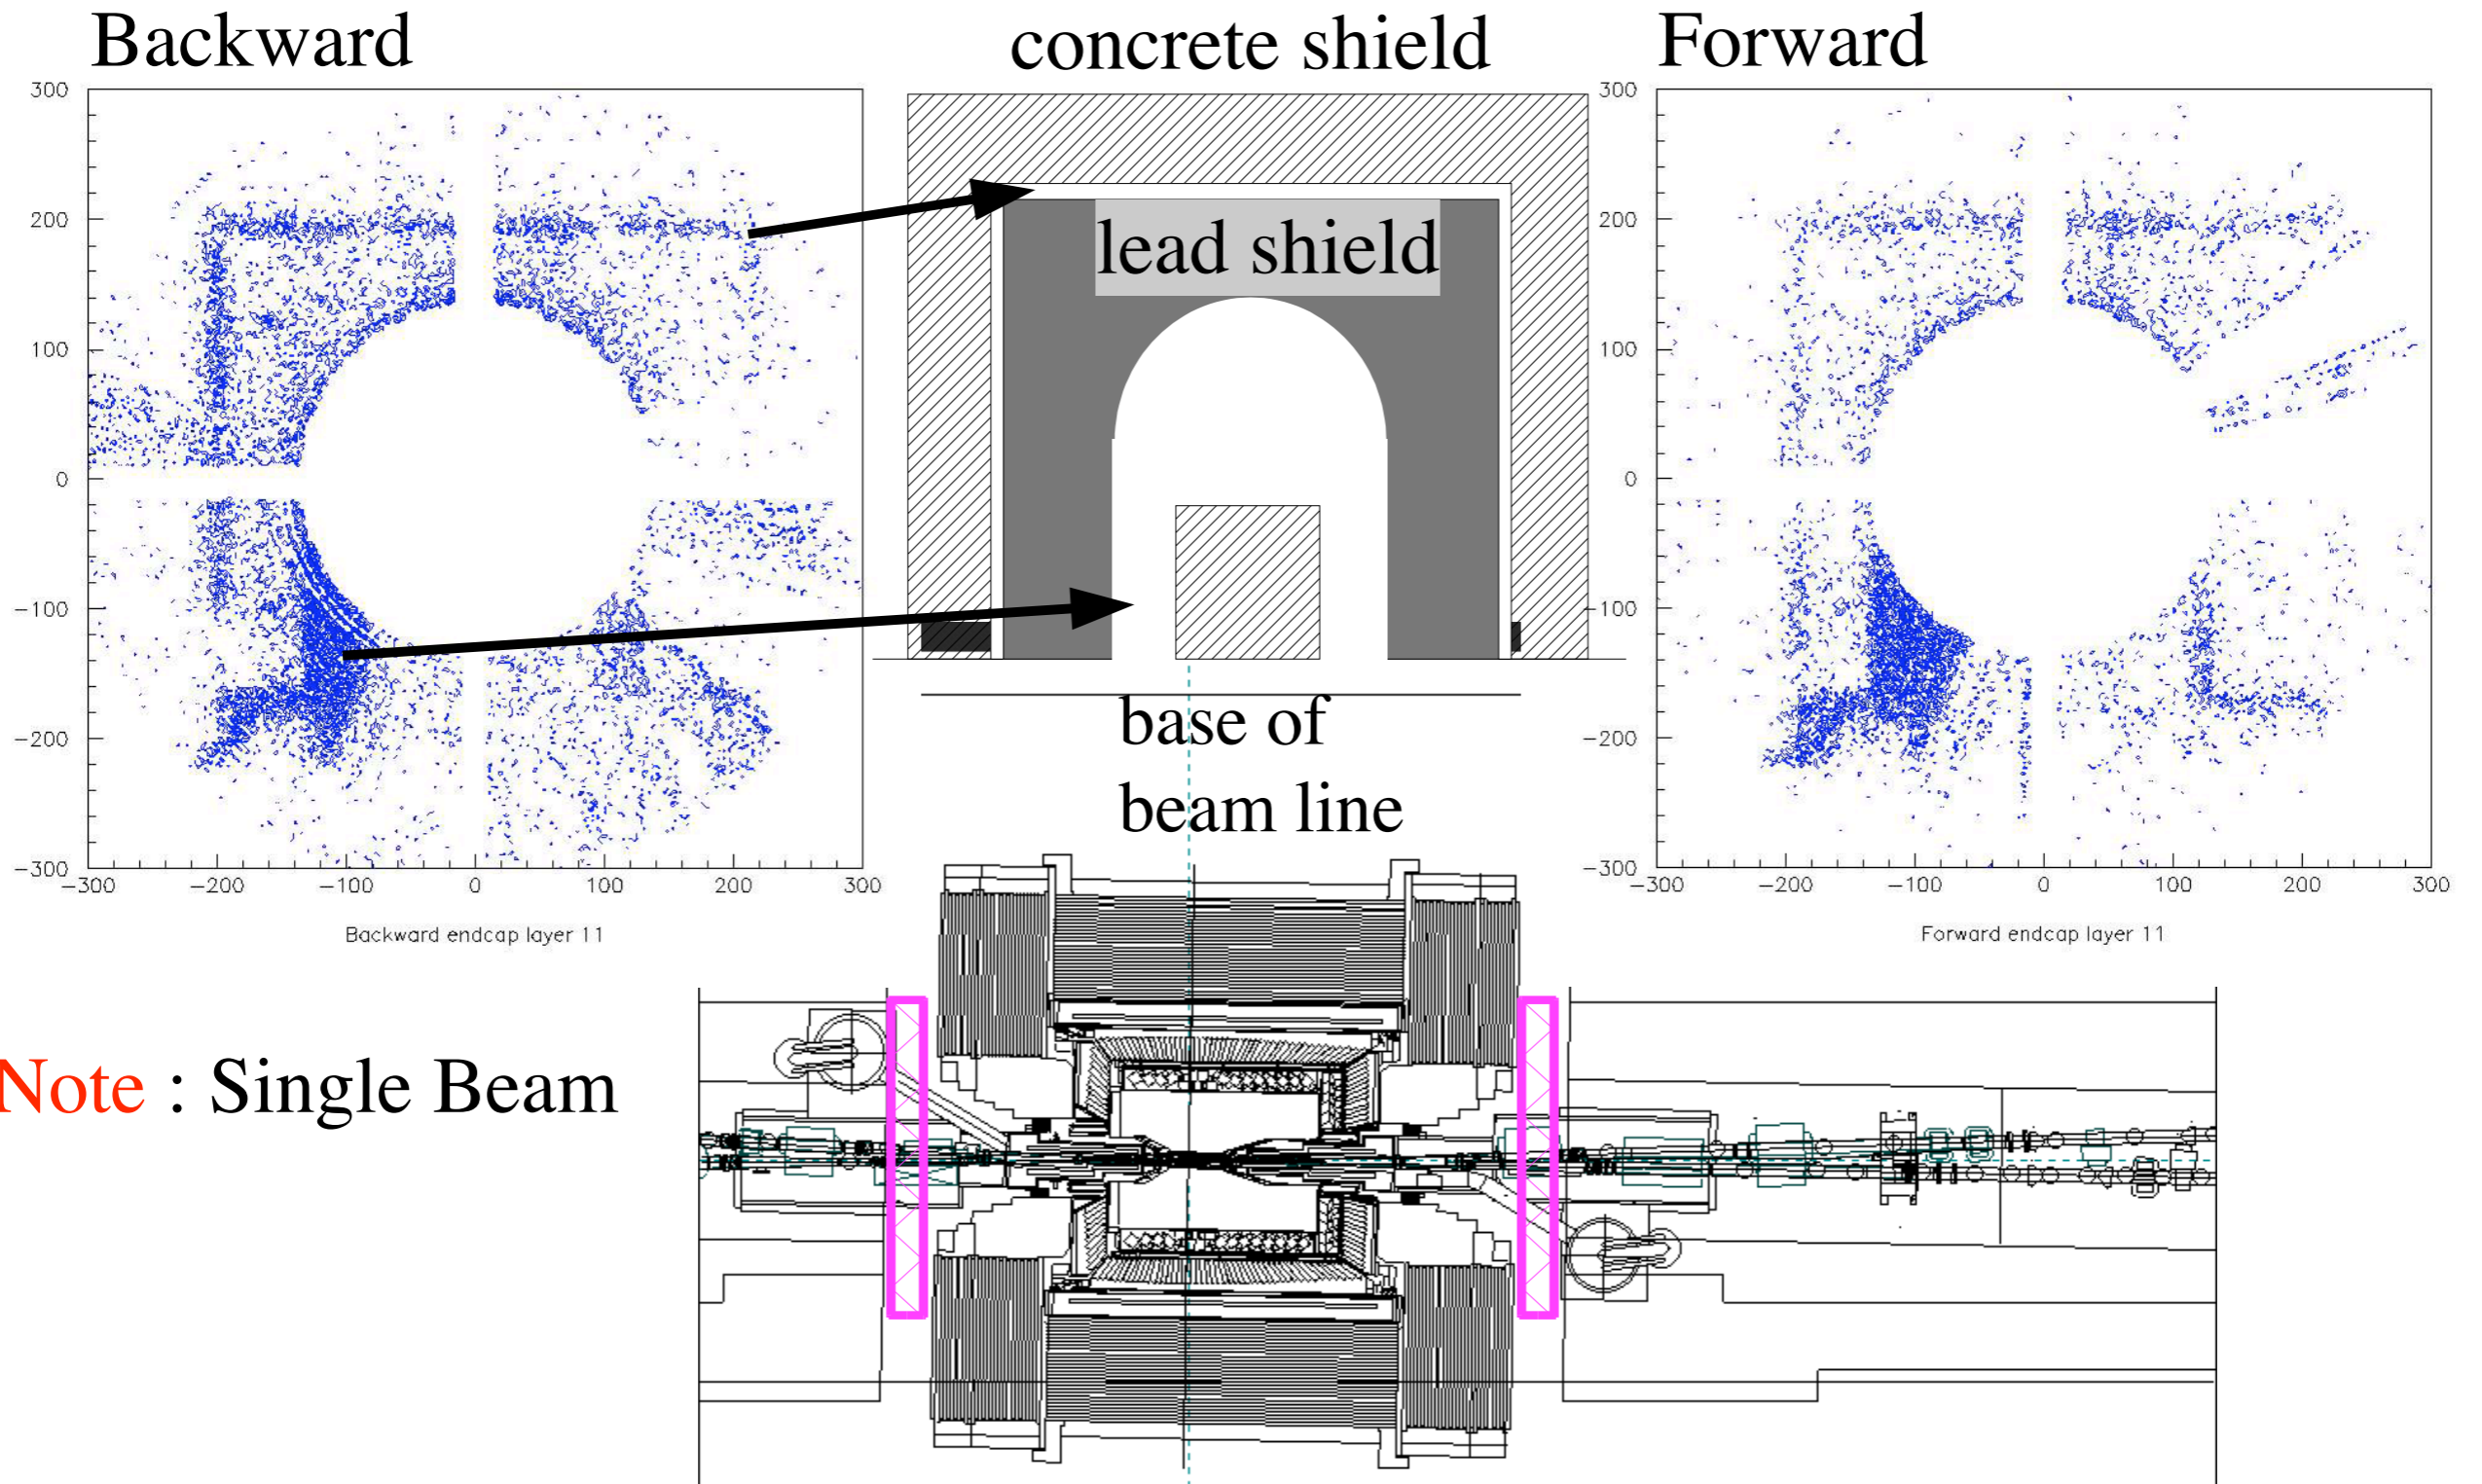 Backward
concrete shield
Forward
300
200
100
0
-100
-200
-300
-300 -200 -100 0 100 200 300
Backward endcap layer 11
lead shield
base of
beam line
300
200
100
0
-100
-200
-300
-300 -200 -100 0 100 200 300
Forward endcap layer 11
Note : Single Beam